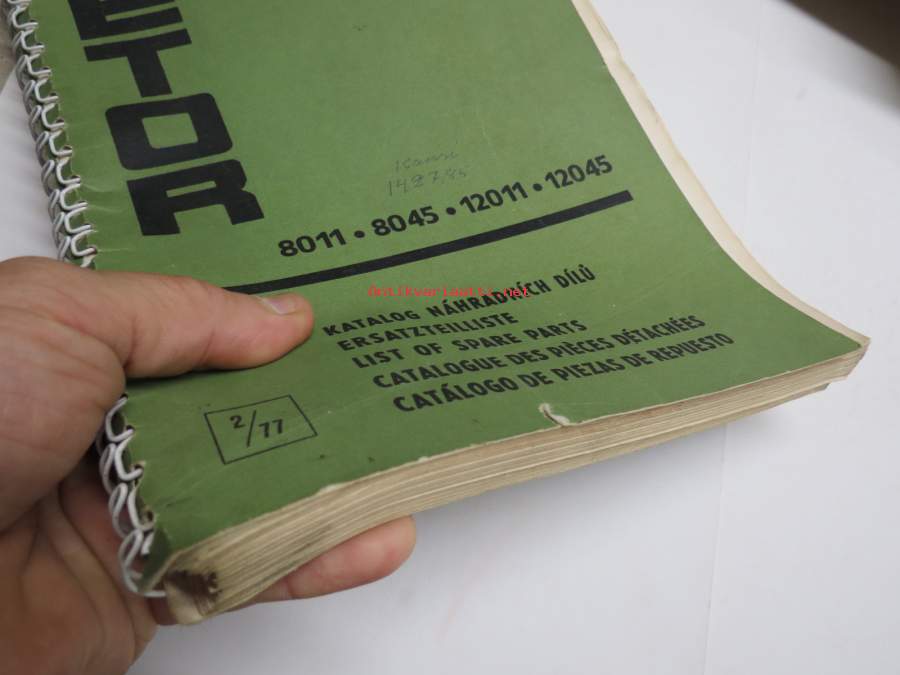 ETOR
142785
8011 • 8045 • 12011 • 12045
antikvariaatti.net
KATALOG NÁHRADNÍCH DÍLŮ
ERSATZTEILLISTE
LIST OF SPARE PARTS
CATALOGUE DES PIÈCES DÉTACHÉES
CATÁLOGO DE PIEZAS DE REPUESTO
2/77